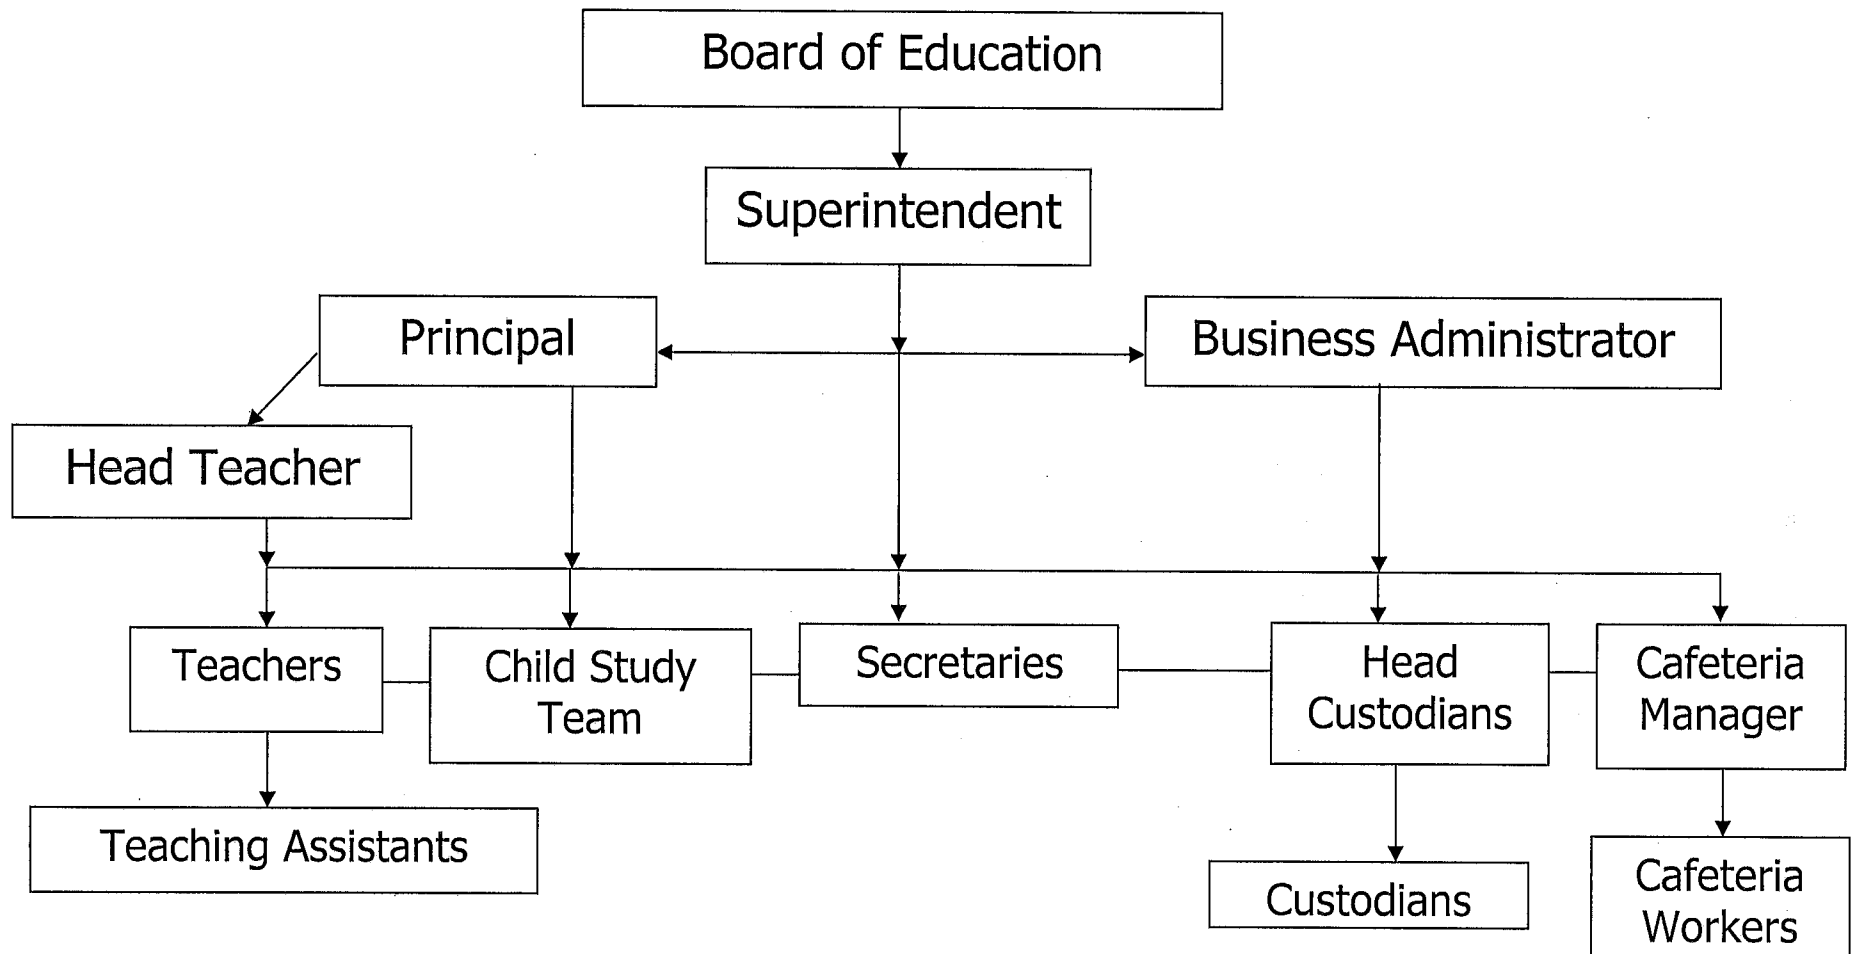 Board of Education
Superintendent
Principal
Business Administrator
Head Teacher
Teachers
Child Study
Team
Secretaries
Head
Custodians
Cafeteria
Manager
Teaching Assistants
Custodians
Cafeteria
Workers